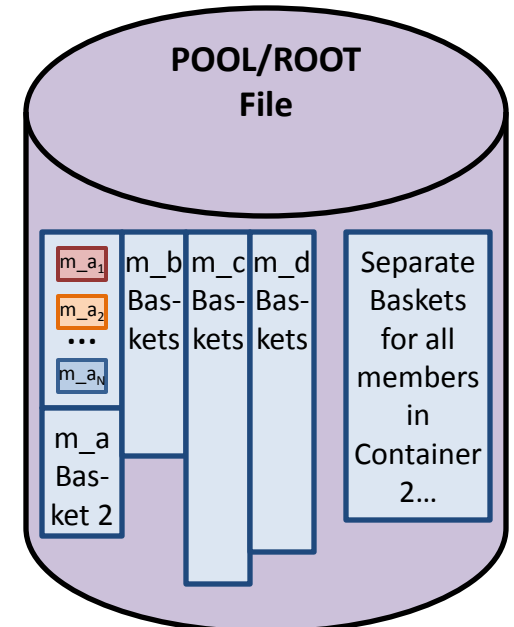 POOL/ROOT
File
m_a₁
m_a₂
...
m_aN
m_a
Bas-
ket 2
m_b
Bas-
kets
m_c
Bas-
kets
m_d
Bas-
kets
Separate
Baskets
for all
members
in
Container
2...